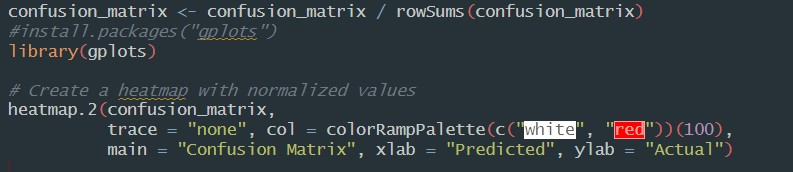 confusion_matrix <- confusion_matrix / rowSums(confusion_matrix)
#install.packages("gplots")
library(gplots)
# Create a heatmap with normalized values
heatmap.2(confusion_matrix,
trace = "none", col = colorRampPalette(c("white", "red"))(100),
main = "Confusion Matrix", xlab = "Predicted", ylab = "Actual")